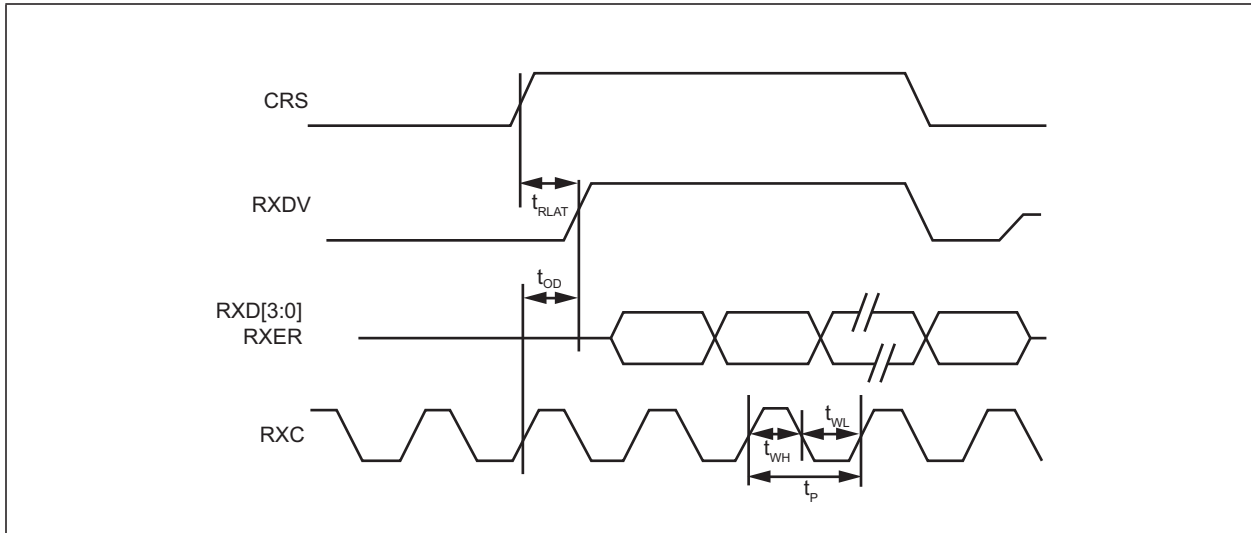 CRS
RXDV
tRLAT
tOD
RXD[3:0]
RXER
RXC
tWL
tWH
tP